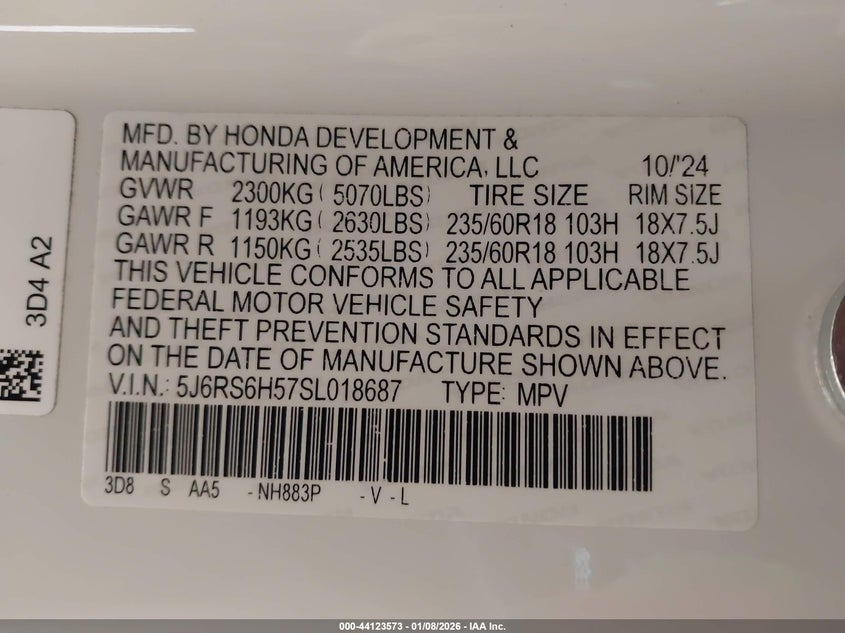 MFD. BY HONDA DEVELOPMENT &
MANUFACTURING OF AMERICA, LLC 10/'24
GVWR 2300KG ( 5070LBS) TIRE SIZE RIM SIZE
GAWR F 1193KG( 2630LBS) 235/60R18 103H 18X7.5J
GAWR R 1150KG( 2535LBS) 235/60R18 103H 18X7.5J
THIS VEHICLE CONFORMS TO ALL APPLICABLE
FEDERAL MOTOR VEHICLE SAFETY
AND THEFT PREVENTION STANDARDS IN EFFECT
ON THE DATE OF MANUFACTURE SHOWN ABOVE.
V.I.N.: 5J6RS6H57SL018687 TYPE: MPV
3D8 S AA5 -NH883P -V-L
3D4 A2
000-44123573 - 01/08/2026 - IAA Inc.